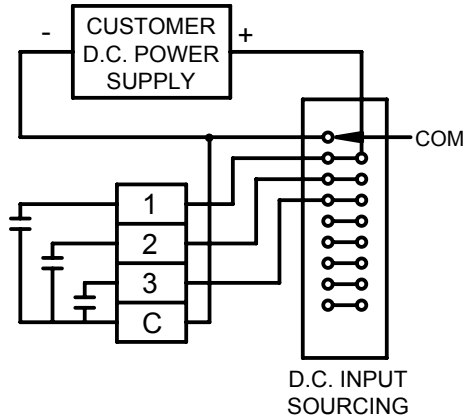 - CUSTOMER +
D.C. POWER
SUPPLY
COM
1
2
3
C
D.C. INPUT
SOURCING